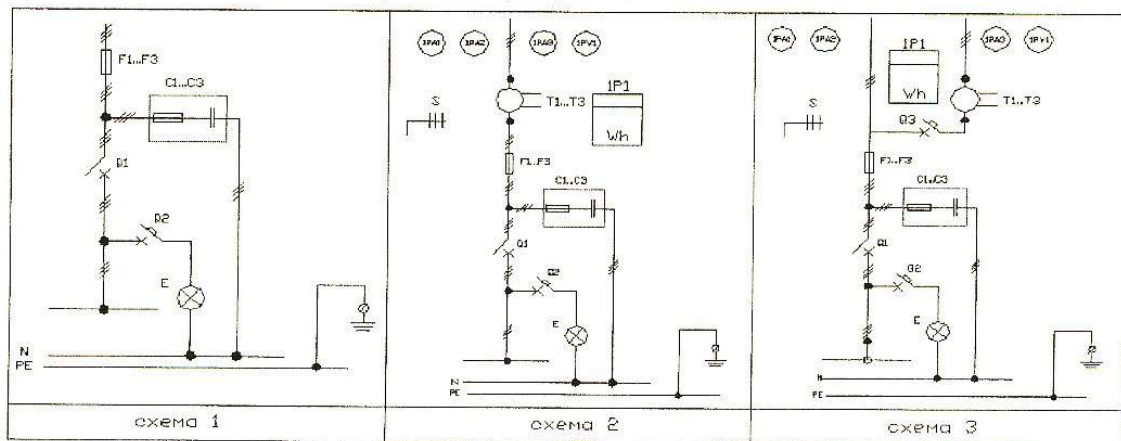 F1...F3
C1...C3
Q1
Q2
E
N
PE
схема 1
1PA1 1PA2 1PA3 1PV1
S
T1...T3
1P1
Wh
F1..F3
C1..C3
Q1
Q2
E
N
PE
схема 2
1PA1 1PA2 1PA3 1PV1
1P1
Wh
T1..T3
S
Q3
F1..F3
C1..C3
Q1
Q2
E
N
PE
схема 3